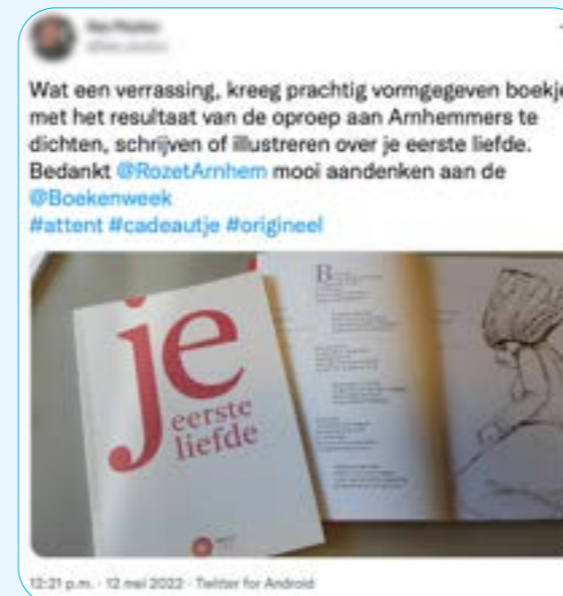 Wat een verrassing, kreeg prachtig vormgegeven boekje
met het resultaat van de oproep aan Arnhemmers te
dichten, schrijven of illustreren over je eerste liefde.
Bedankt @RozetArnhem mooi aandenken aan de
@Boekenweek
#attent #cadeautje #origineel
je
eerste
liefde
12:21 p.m. · 12 mei 2022 · Twitter for Android